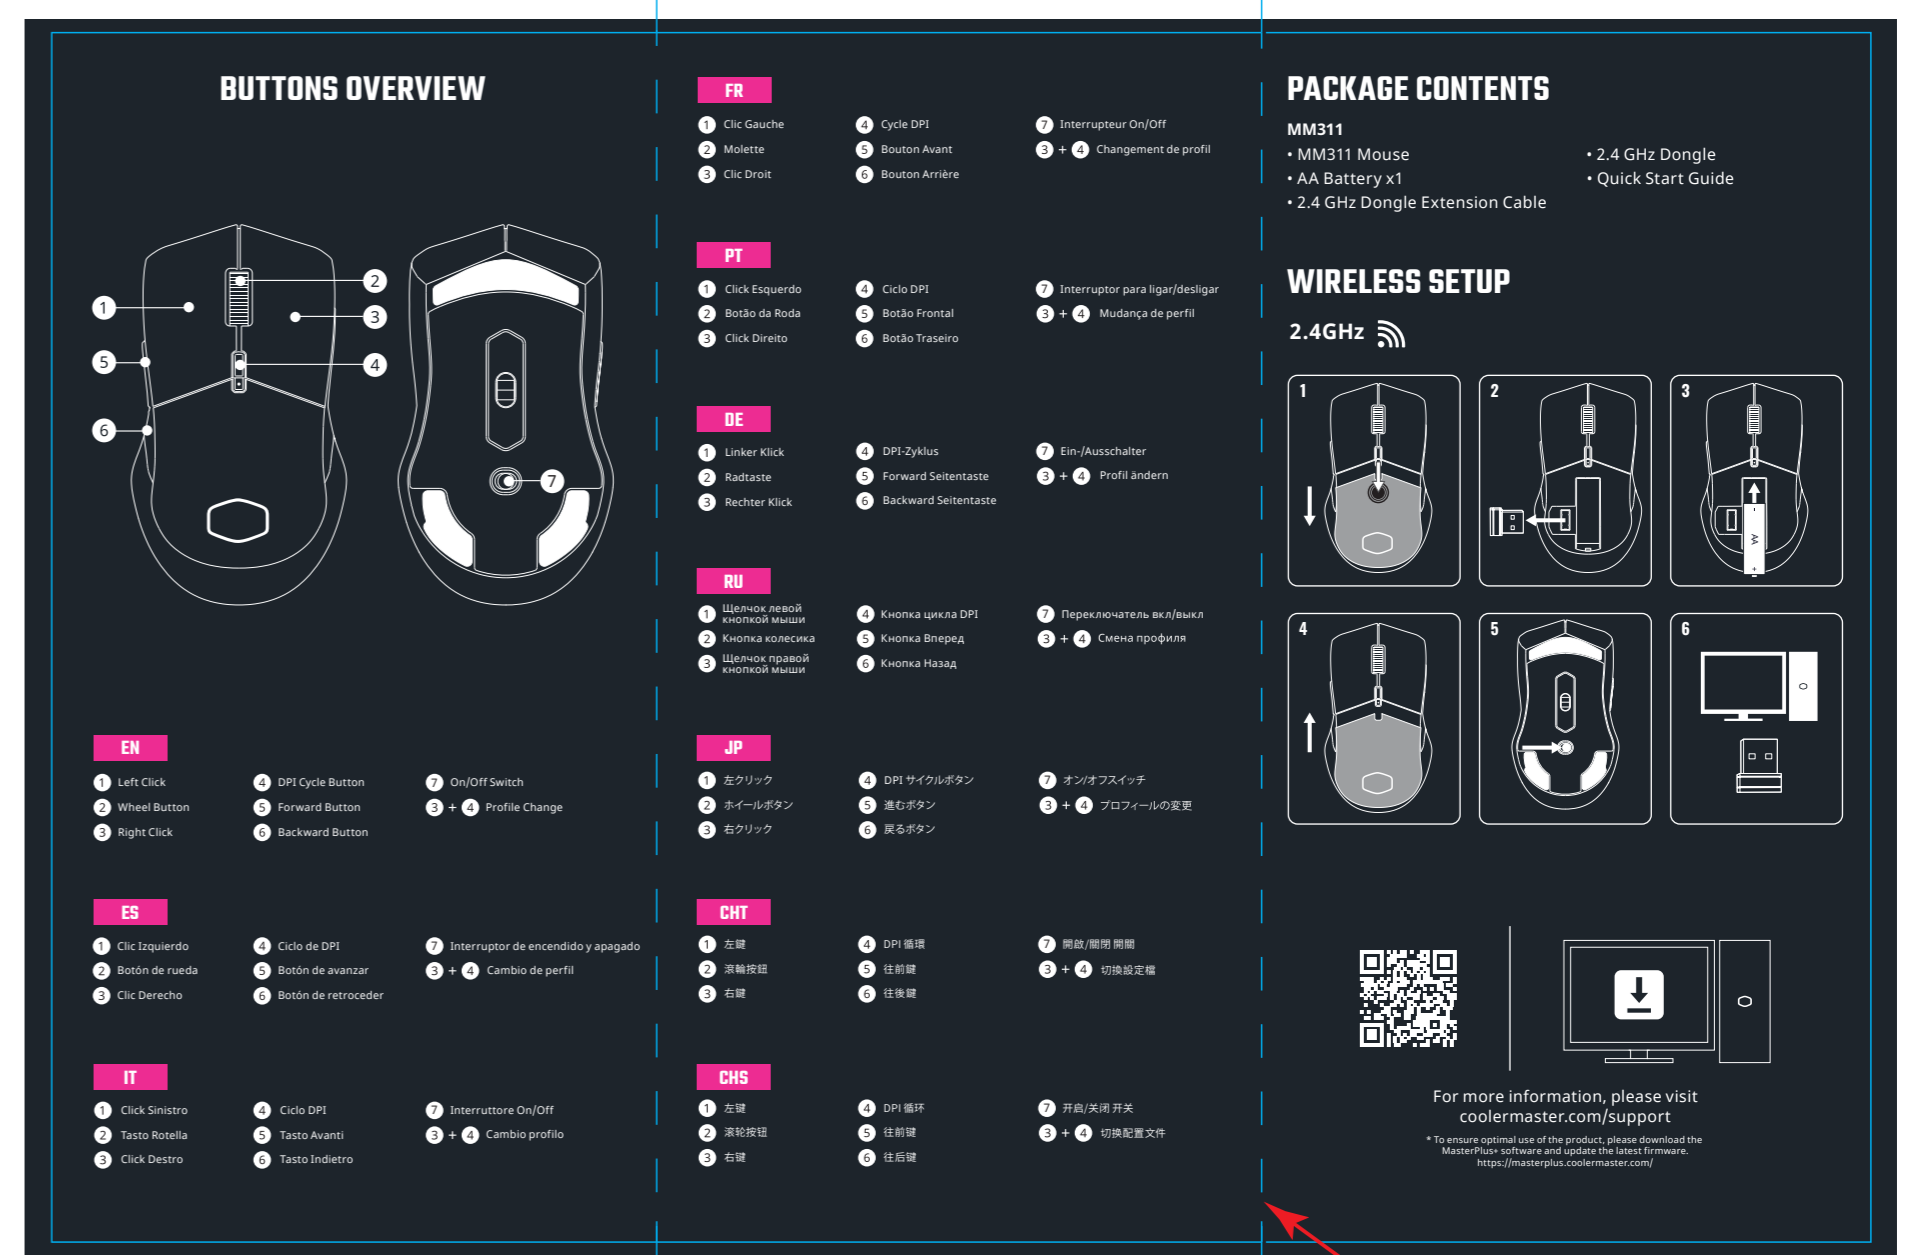 BUTTONS OVERVIEW
1
2
3
4
5
6
7
EN
1 Left Click
2 Wheel Button
3 Right Click
4 DPI Cycle Button
5 Forward Button
6 Backward Button
7 On/Off Switch
3 + 4 Profile Change
ES
1 Clic Izquierdo
2 Botón de rueda
3 Clic Derecho
4 Ciclo de DPI
5 Botón de avanzar
6 Botón de retroceder
7 Interruptor de encendido y apagado
3 + 4 Cambio de perfil
IT
1 Click Sinistro
2 Tasto Rotella
3 Click Destro
4 Ciclo DPI
5 Tasto Avanti
6 Tasto Indietro
7 Interruttore On/Off
3 + 4 Cambio profilo
FR
1 Clic Gauche
2 Molette
3 Clic Droit
4 Cycle DPI
5 Bouton Avant
6 Bouton Arrière
7 Interrupteur On/Off
3 + 4 Changement de profil
PT
1 Click Esquerdo
2 Botão da Roda
3 Click Direito
4 Ciclo DPI
5 Botão Frontal
6 Botão Traseiro
7 Interruptor para ligar/desligar
3 + 4 Mudança de perfil
DE
1 Linker Klick
2 Radtaste
3 Rechter Klick
4 DPI-Zyklus
5 Forward Seitentaste
6 Backward Seitentaste
7 Ein-/Ausschalter
3 + 4 Profil ändern
RU
1 Щелчок левой
кнопкой мыши
2 Кнопка колесика
3 Щелчок правой
кнопкой мыши
4 Кнопка цикла DPI
5 Кнопка Вперед
6 Кнопка Назад
7 Переключатель вкл/выкл
3 + 4 Смена профиля
JP
1 左クリック
2 ホイールボタン
3 右クリック
4 DPI サイクルボタン
5 進むボタン
6 戻るボタン
7 オン/オフスイッチ
3 + 4 プロフィールの変更
CHT
1 左鍵
2 滾輪按鈕
3 右鍵
4 DPI 循環
5 往前鍵
6 往後鍵
7 開啟/關閉 開關
3 + 4 切換設定檔
CHS
1 左键
2 滚轮按钮
3 右键
4 DPI 循环
5 往前键
6 往后键
7 开启/关闭 开关
3 + 4 切换配置文件
PACKAGE CONTENTS
MM311
• MM311 Mouse
• AA Battery x1
• 2.4 GHz Dongle Extension Cable
• 2.4 GHz Dongle
• Quick Start Guide
WIRELESS SETUP
2.4GHz
1
2
3
- AA +
4
5
6
For more information, please visit
coolermaster.com/support
* To ensure optimal use of the product, please download the
MasterPlus+ software and update the latest firmware.
https://masterplus.coolermaster.com/